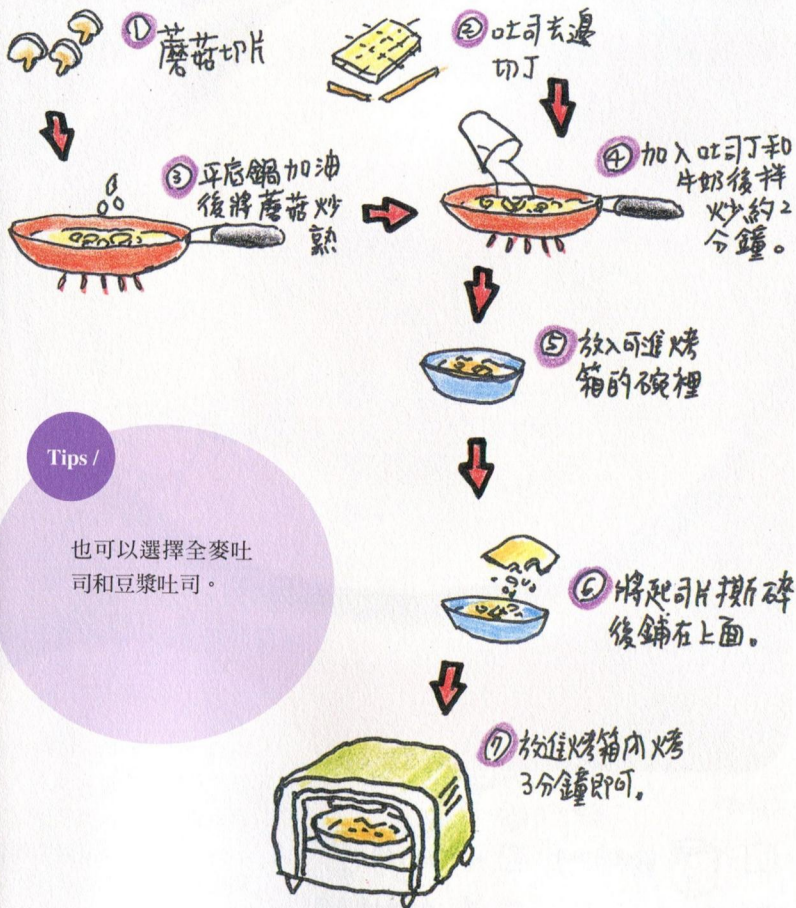 ① 蘑菇切片
② 吐司去邊
切丁
③ 平底鍋加油
後將蘑菇炒
熟
④ 加入吐司丁和
牛奶後拌
炒約2
分鐘。
⑤ 放入可進烤
箱的碗裡
Tips /
也可以選擇全麥吐
司和豆漿吐司。
⑥ 將起司片撕碎
後鋪在上面。
⑦ 放進烤箱內烤
3分鐘即可。